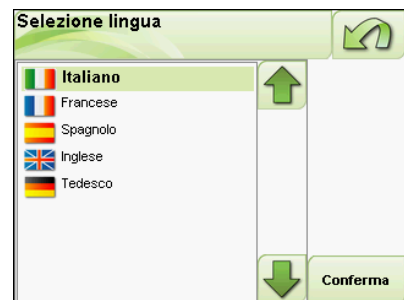 Selezione lingua
Italiano
Francese
Spagnolo
Inglese
Tedesco
Conferma